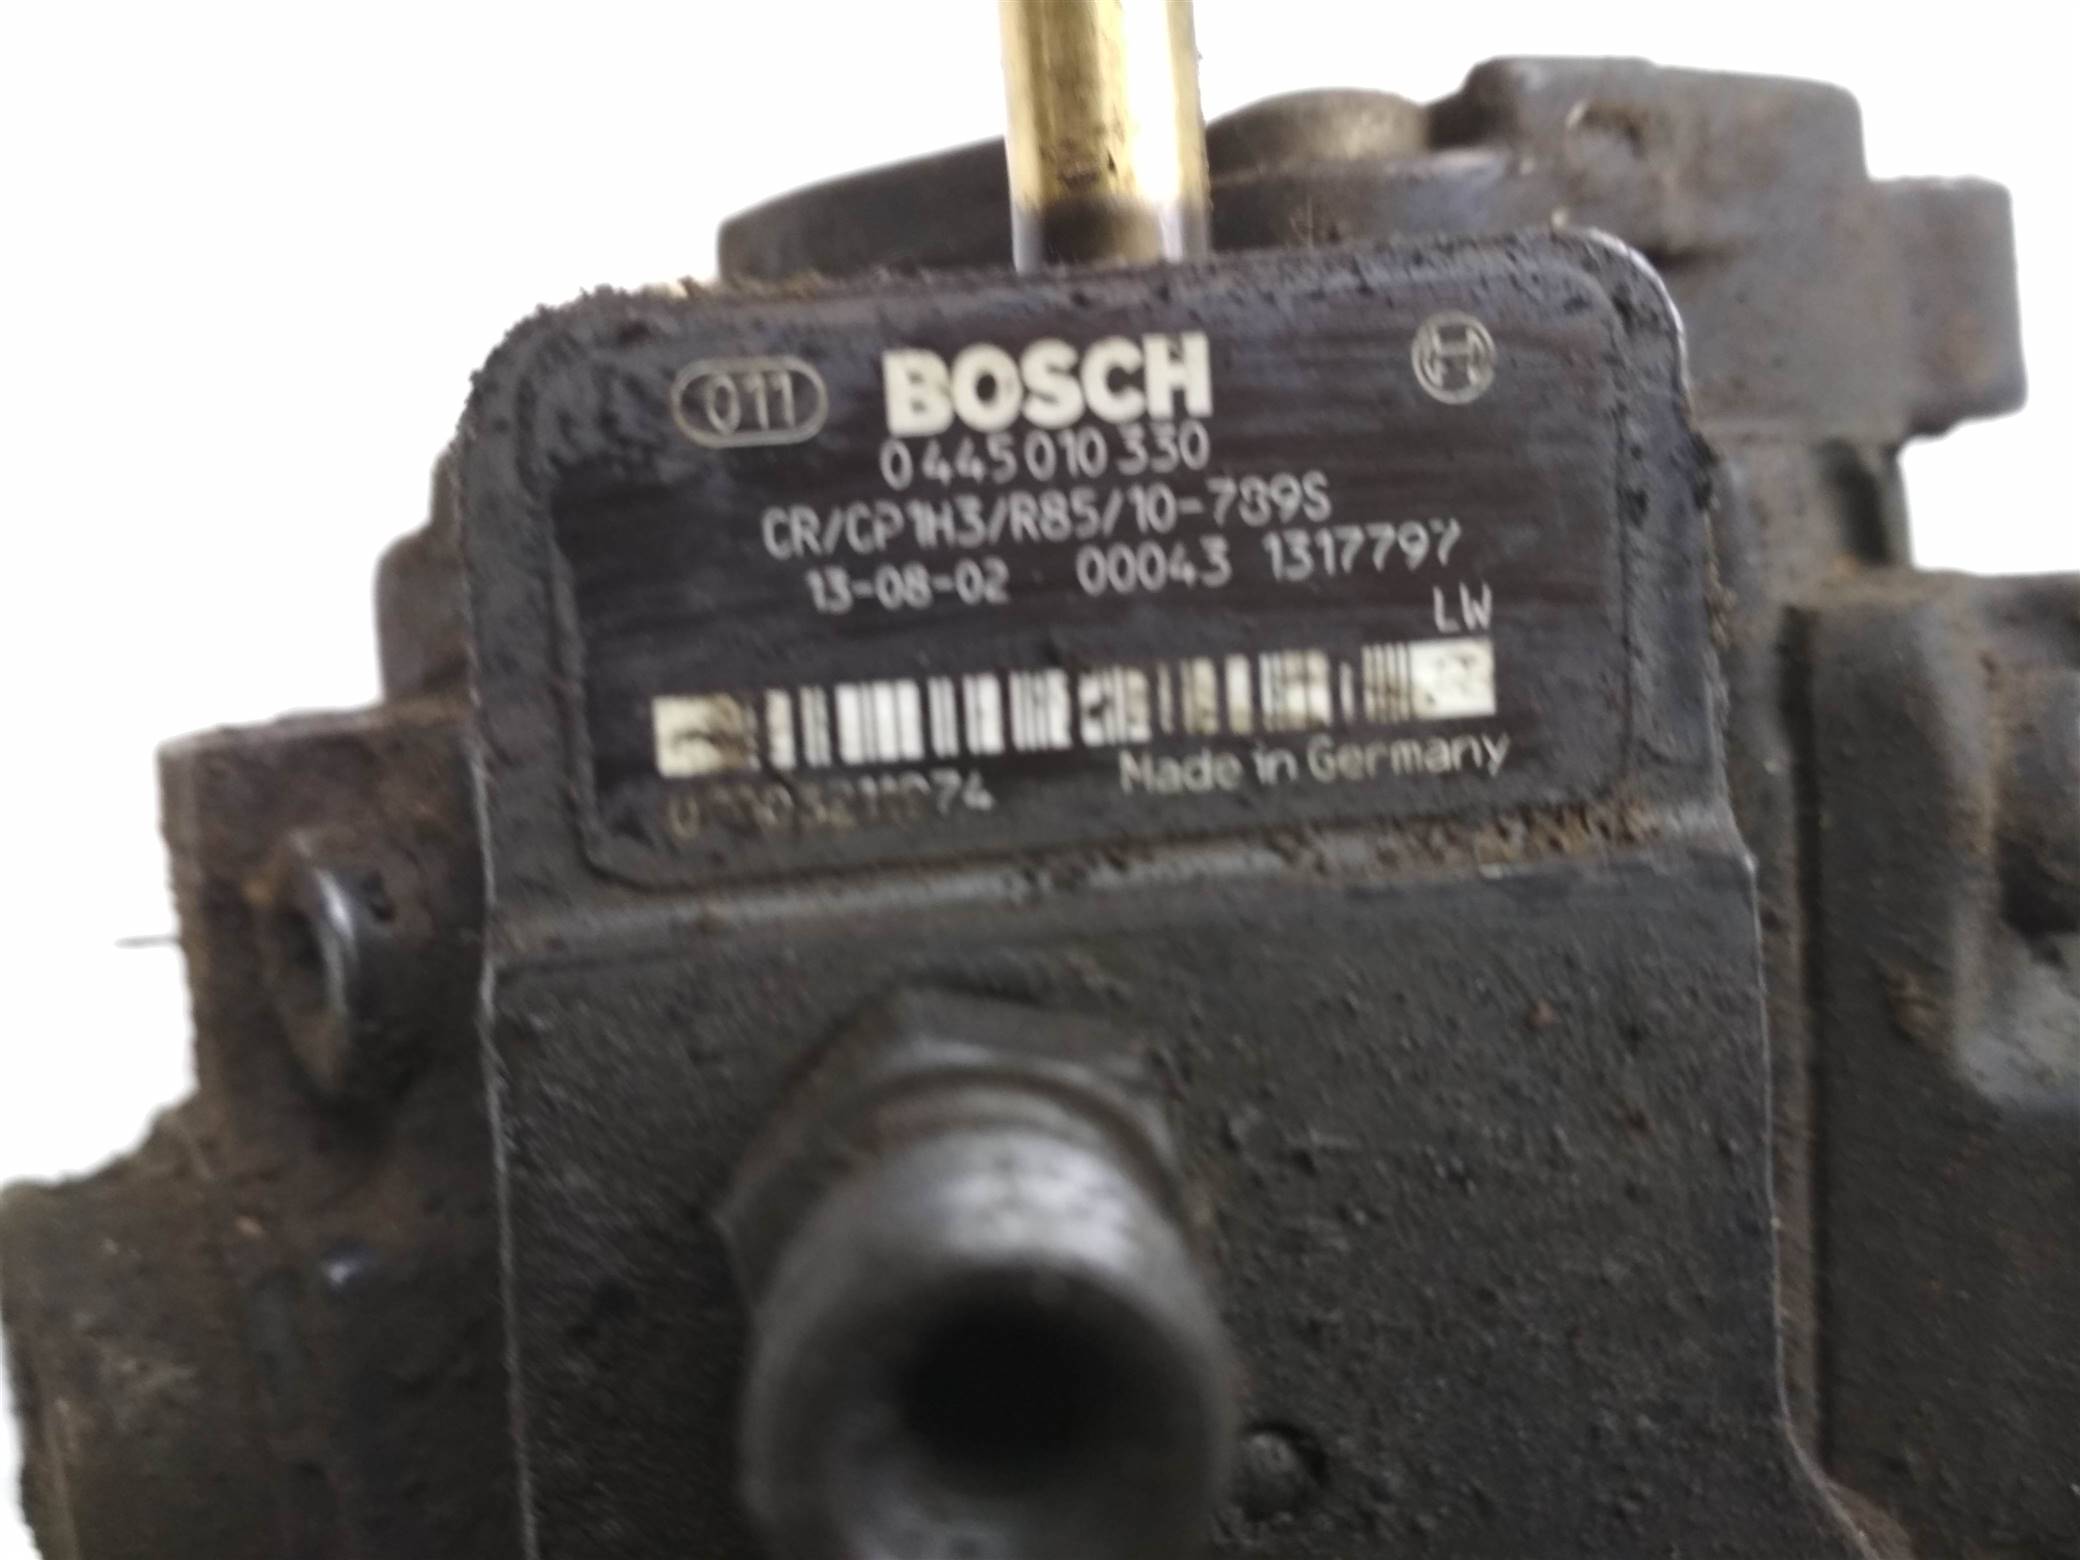 011 BOSCH
0 445 010 330
CR/CP1H3/R85/10-789S
13-08-02 00043 1317797
LW
Made in Germany